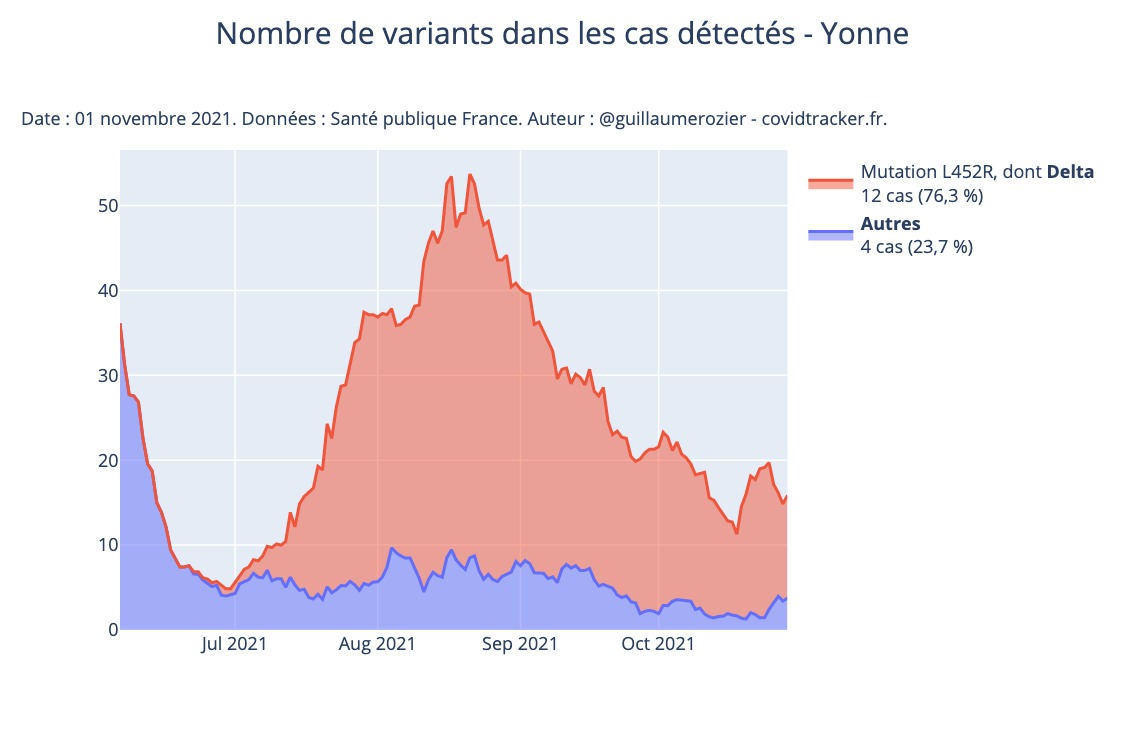 Nombre de variants dans les cas détectés - Yonne
Date : 01 novembre 2021. Données : Santé publique France. Auteur : @guillaumerozier - covidtracker.fr.
Mutation L452R, dont Delta
12 cas (76,3 %)
Autres
4 cas (23,7 %)
50
40
30
20
10
0
Jul 2021
Aug 2021
Sep 2021
Oct 2021